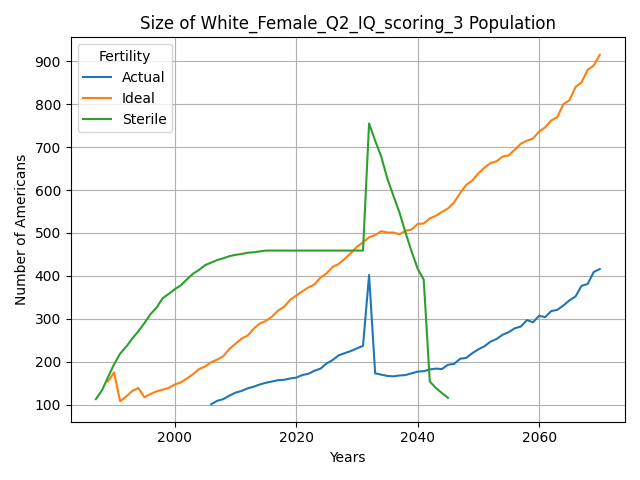 Size of White_Female_Q2_IQ_scoring_3 Population
Fertility
Actual
Ideal
Sterile
Number of Americans
900
800
700
600
500
400
300
200
100
2000
2020
2040
2060
Years